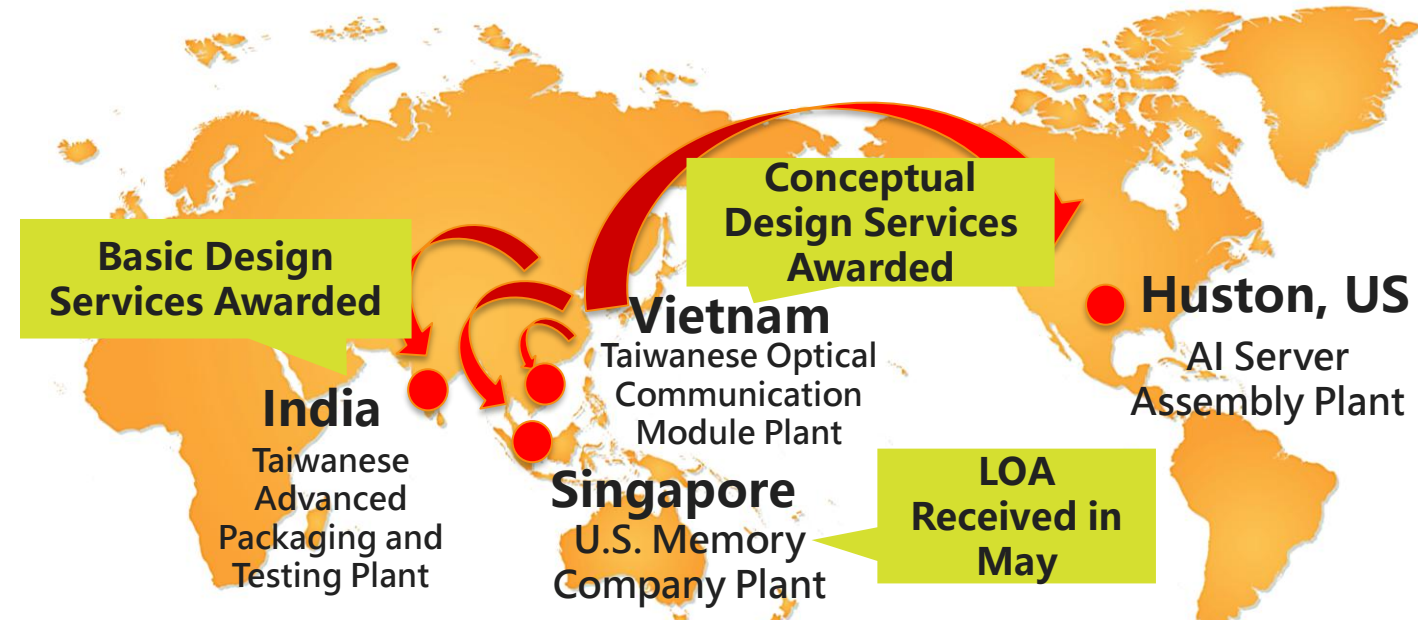 Basic Design
Services Awarded
India
Taiwanese
Advanced
Packaging and
Testing Plant
Conceptual
Design Services
Awarded
Vietnam
Taiwanese Optical
Communication
Module Plant
Singapore
U.S. Memory
Company Plant
LOA
Received in
May
Huston, US
AI Server
Assembly Plant